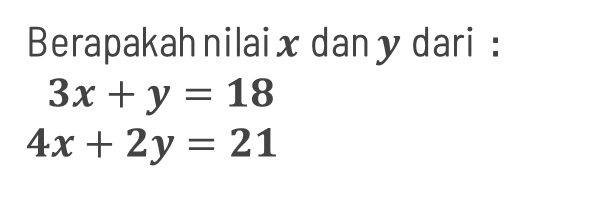 Berapakah nilai x dan y dari :
3x + y = 18
4x + 2y = 21